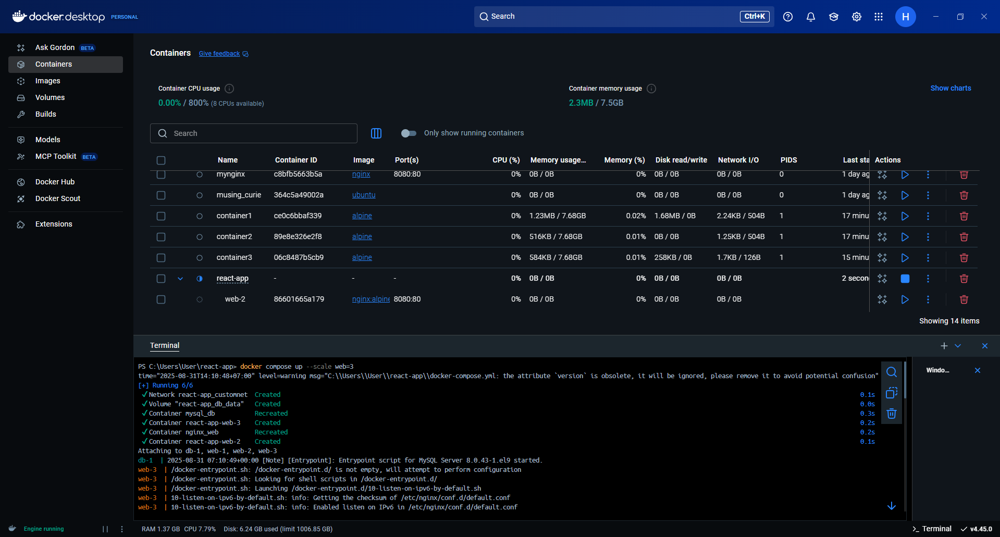 docker.desktop PERSONAL
Search Ctrl+K
H
Ask Gordon BETA
Containers
Images
Volumes
Builds
Models
MCP Toolkit BETA
Docker Hub
Docker Scout
Extensions
Containers Give feedback
Container CPU usage
0.00% / 800% (8 CPUs available)
Container memory usage
2.3MB / 7.5GB
Show charts
Search
Only show running containers
Name Container ID Image Port(s) CPU (%) Memory usage... Memory (%) Disk read/write Network I/O PIDS Last sta Actions
mynginx c8bfb5663b5a nginx 8080:80 0% 0B / 0B 0% 0B / 0B 0B / 0B 0 1 day ag
musing_curie 364c5a49002a ubuntu 0% 0B / 0B 0% 0B / 0B 0B / 0B 0 1 day ag
container1 ce0c6bbaf339 alpine 0% 1.23MB / 7.68GB 0.02% 1.68MB / 0B 2.24KB / 504B 1 17 minu
container2 89e8e326e2f8 alpine 0% 516KB / 7.68GB 0.01% 0B / 0B 1.25KB / 504B 1 17 minu
container3 06c8487b5cb9 alpine 0% 584KB / 7.68GB 0.01% 258KB / 0B 1.7KB / 126B 1 15 minu
react-app - - - 0% 0B / 0B 0% 0B / 0B 0B / 0B 2 secon
web-2 86601665a179 nginx:alpine 8080:80 0% 0B / 0B 0% 0B / 0B 0B / 0B
Showing 14 items
Terminal
PS C:\Users\User\react-app> docker compose up --scale web=3
time="2025-08-31T14:10:48+07:00" level=warning msg="C:\\Users\\User\\react-app\\docker-compose.yml: the attribute `version` is obsolete, it will be ignored, please remove it to avoid potential confusion"
[+] Running 6/6
✔Network react-app_customnet Created 0.1s
✔Volume "react-app_db_data" Created 0.0s
✔Container mysql_db Recreated 0.3s
✔Container react-app-web-3 Created 0.2s
✔Container nginx_web Recreated 0.2s
✔Container react-app-web-2 Created 0.1s
Attaching to db-1, web-1, web-2, web-3
db-1 | 2025-08-31 07:10:49+00:00 [Note] [Entrypoint]: Entrypoint script for MySQL Server 8.0.43-1.el9 started.
web-3 | /docker-entrypoint.sh: /docker-entrypoint.d/ is not empty, will attempt to perform configuration
web-3 | /docker-entrypoint.sh: Looking for shell scripts in /docker-entrypoint.d/
web-3 | /docker-entrypoint.sh: Launching /docker-entrypoint.d/10-listen-on-ipv6-by-default.sh
web-3 | 10-listen-on-ipv6-by-default.sh: info: Getting the checksum of /etc/nginx/conf.d/default.conf
web-3 | 10-listen-on-ipv6-by-default.sh: info: Enabled listen on IPv6 in /etc/nginx/conf.d/default.conf
Windo...
Engine running
RAM 1.37 GB CPU 7.79% Disk: 6.24 GB used (limit 1006.85 GB)
Terminal v4.45.0